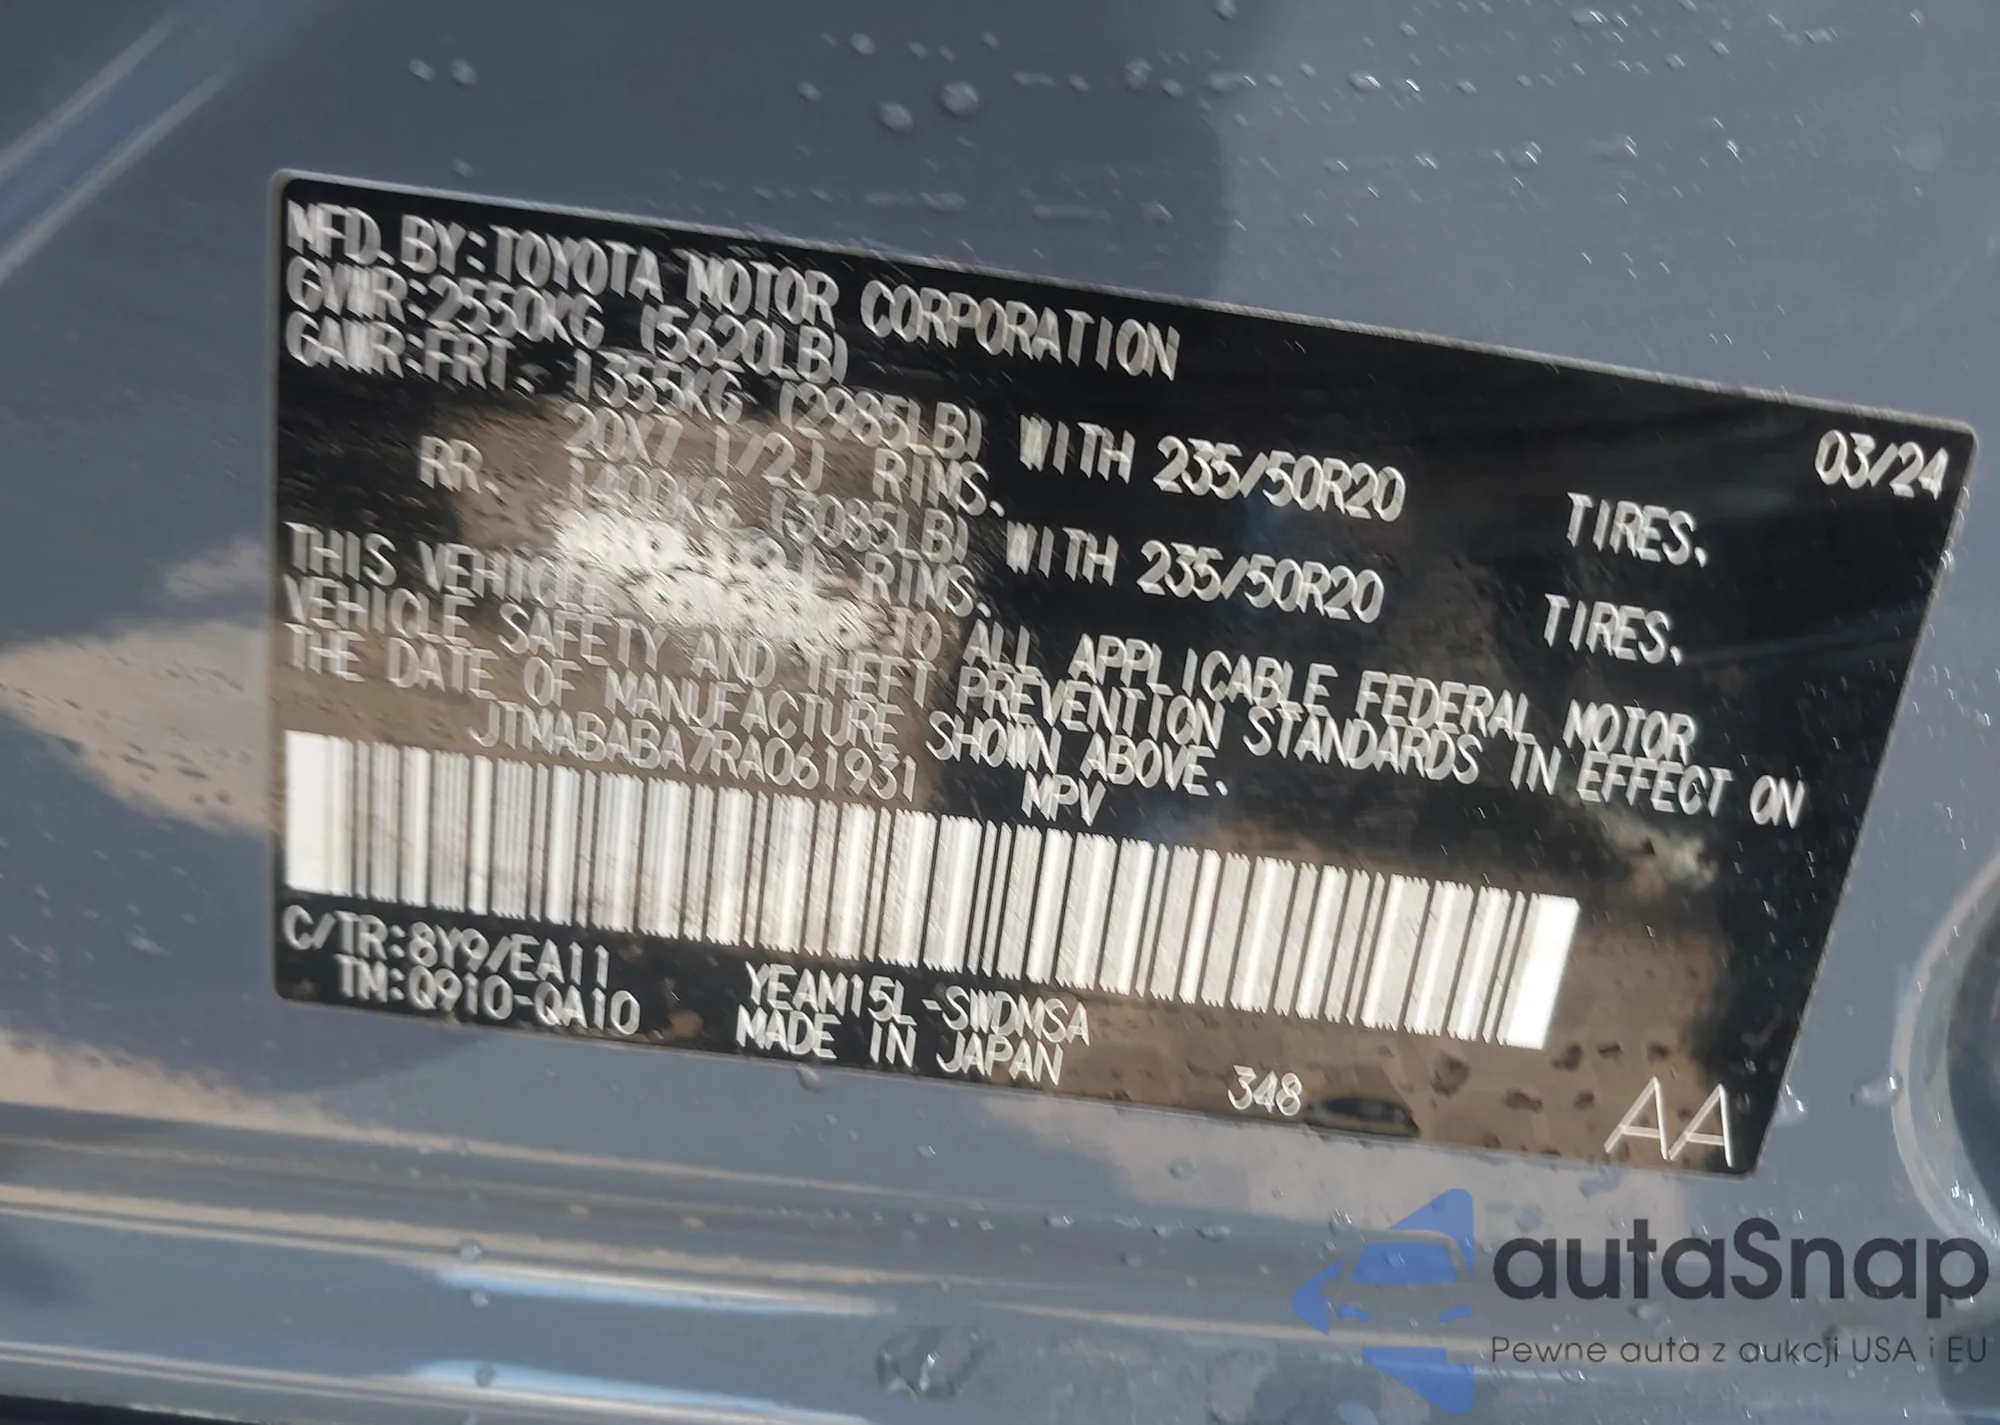 MFD.BY:TOYOTA MOTOR CORPORATION 03/24
GVWR:2550KG (5620LB)
GAWR:FRT. 1355KG (2985LB) WITH 235/50R20 TIRES,
20X7 1/2J RIMS.
RR. 1400KG (3085LB) WITH 235/50R20 TIRES,
RIMS.
THIS VEHICLE TO ALL APPLICABLE FEDERAL MOTOR
VEHICLE SAFETY AND THEFT PREVENTION STANDARDS IN EFFECT ON
THE DATE OF MANUFACTURE SHOWN ABOVE.
JTMABABA7RA061931 MPV
C/TR:8Y9/EA11 YEAM15L-SWDMSA
TM:Q910-QA10 MADE IN JAPAN 348 AA
autaSnap
Pewne auta z aukcji USA i EU